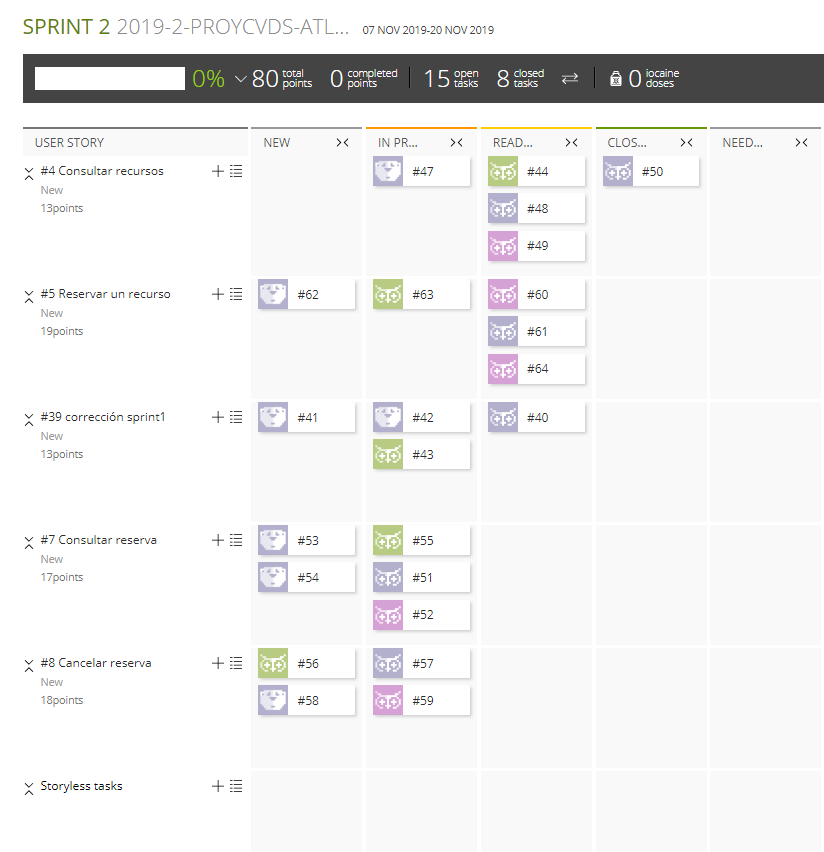 SPRINT 2 2019-2-PROYCVDS-ATL... 07 NOV 2019-20 NOV 2019
0% 80 total points 0 completed points 15 open tasks 8 closed tasks 0 iocaine doses
USER STORY NEW IN PR... READ... CLOS... NEED...
#4 Consultar recursos #47 #44 #50
New
13points
#48
#49
#5 Reservar un recurso #62 #63 #60
New
19points
#61
#64
#39 corrección sprint1 #41 #42 #40
New
13points
#43
#7 Consultar reserva #53 #55
New
17points
#54 #51
#52
#8 Cancelar reserva #56 #57
New
18points
#58 #59
Storyless tasks